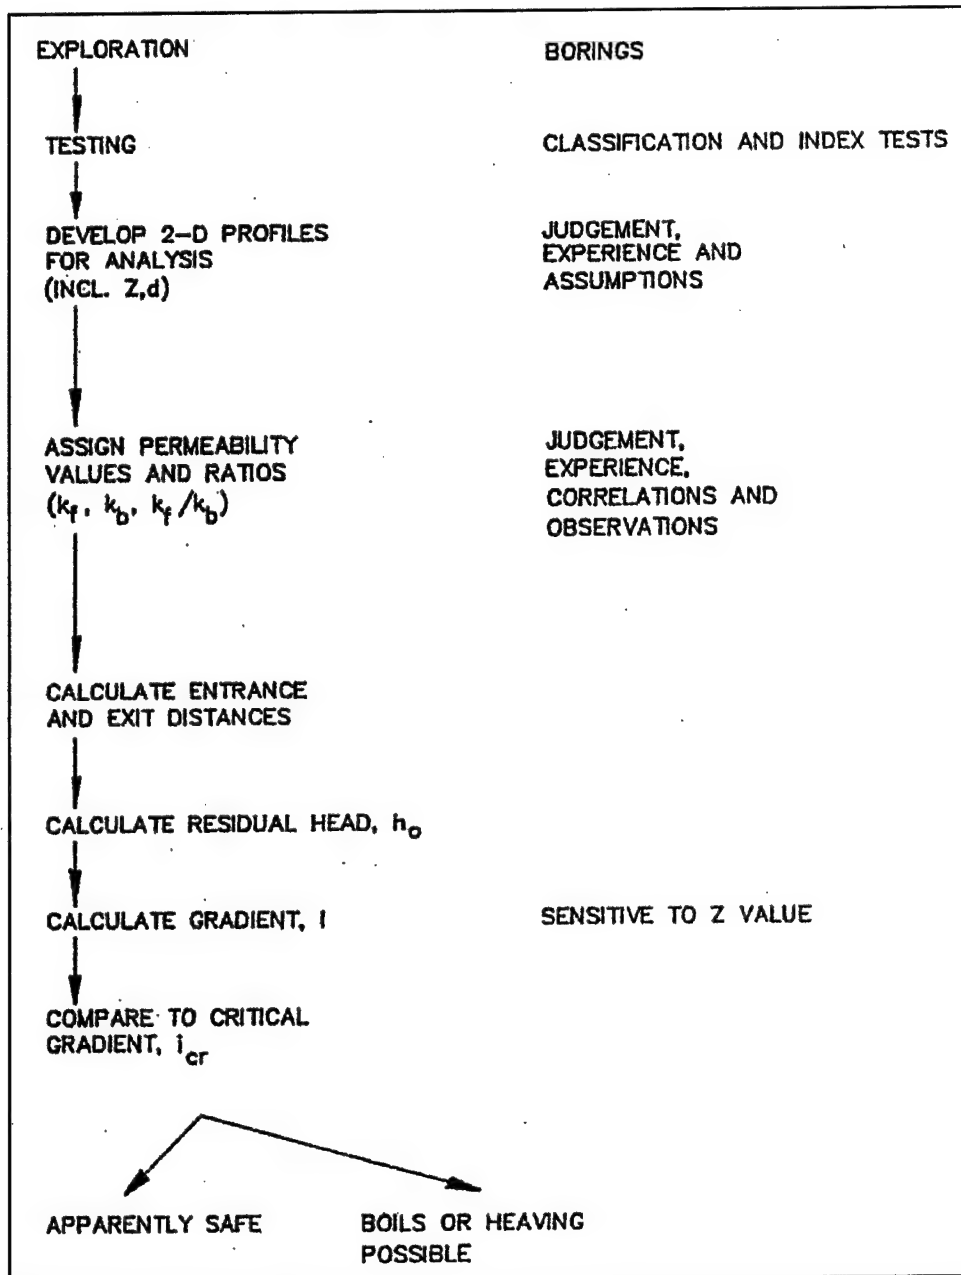 EXPLORATION
BORINGS
TESTING
CLASSIFICATION AND INDEX TESTS
DEVELOP 2-D PROFILES
FOR ANALYSIS
(INCL. Z,d)
JUDGEMENT,
EXPERIENCE AND
ASSUMPTIONS
ASSIGN PERMEABILITY
VALUES AND RATIOS
(kf, kb, kf/kb)
JUDGEMENT,
EXPERIENCE,
CORRELATIONS AND
OBSERVATIONS
CALCULATE ENTRANCE
AND EXIT DISTANCES
CALCULATE RESIDUAL HEAD, ho
CALCULATE GRADIENT, i
SENSITIVE TO Z VALUE
COMPARE TO CRITICAL
GRADIENT, icr
APPARENTLY SAFE
BOILS OR HEAVING
POSSIBLE